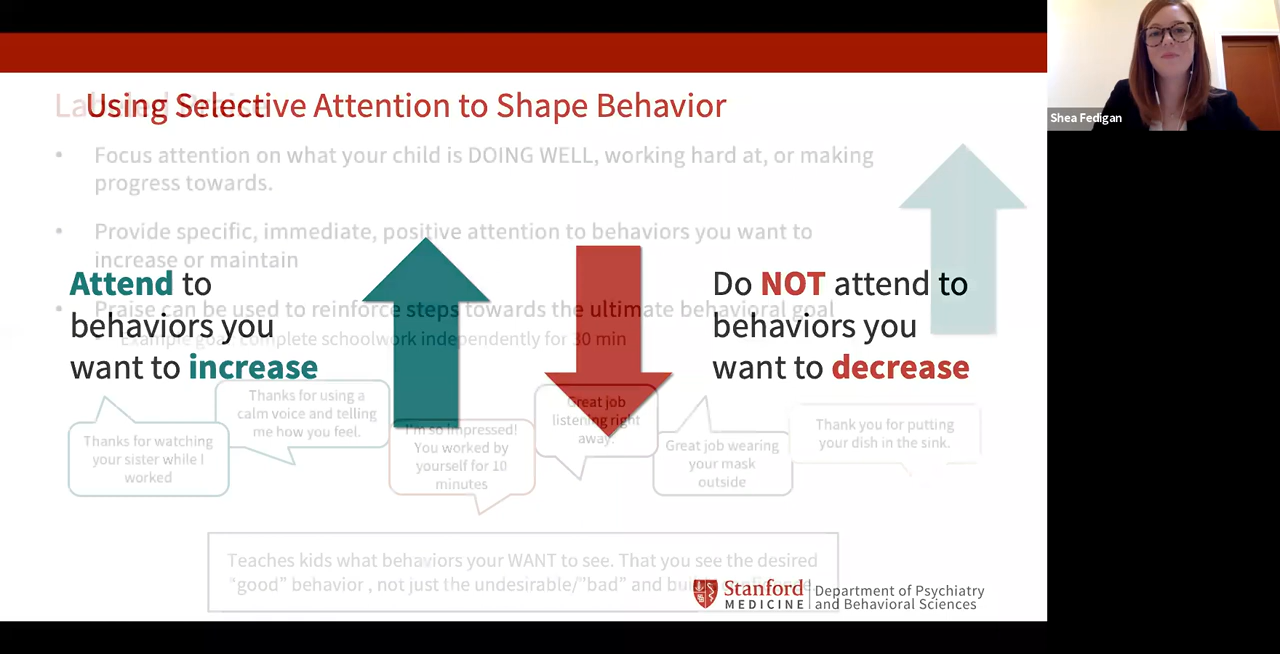 Using Selective Attention to Shape Behavior
• Focus attention on what your child is DOING WELL, working hard at, or making
progress towards.
• Provide specific, immediate, positive attention to behaviors you want to
increase or maintain
• Praise can be used to reinforce steps towards the ultimate behavioral goal
• Example goal: complete schoolwork independently for 30 min
Attend to
behaviors you
want to increase
Do NOT attend to
behaviors you
want to decrease
Thanks for watching
your sister while I
worked
Thanks for using a
calm voice and telling
me how you feel.
I'm so impressed!
You worked by
yourself for 10
minutes
Great job
listening right
away.
Great job wearing
your mask
outside
Thank you for putting
your dish in the sink.
Teaches kids what behaviors your WANT to see. That you see the desired
"good" behavior , not just the undesirable/"bad" and
Stanford
MEDICINE
Department of Psychiatry
and Behavioral Sciences
Shea Fedigan